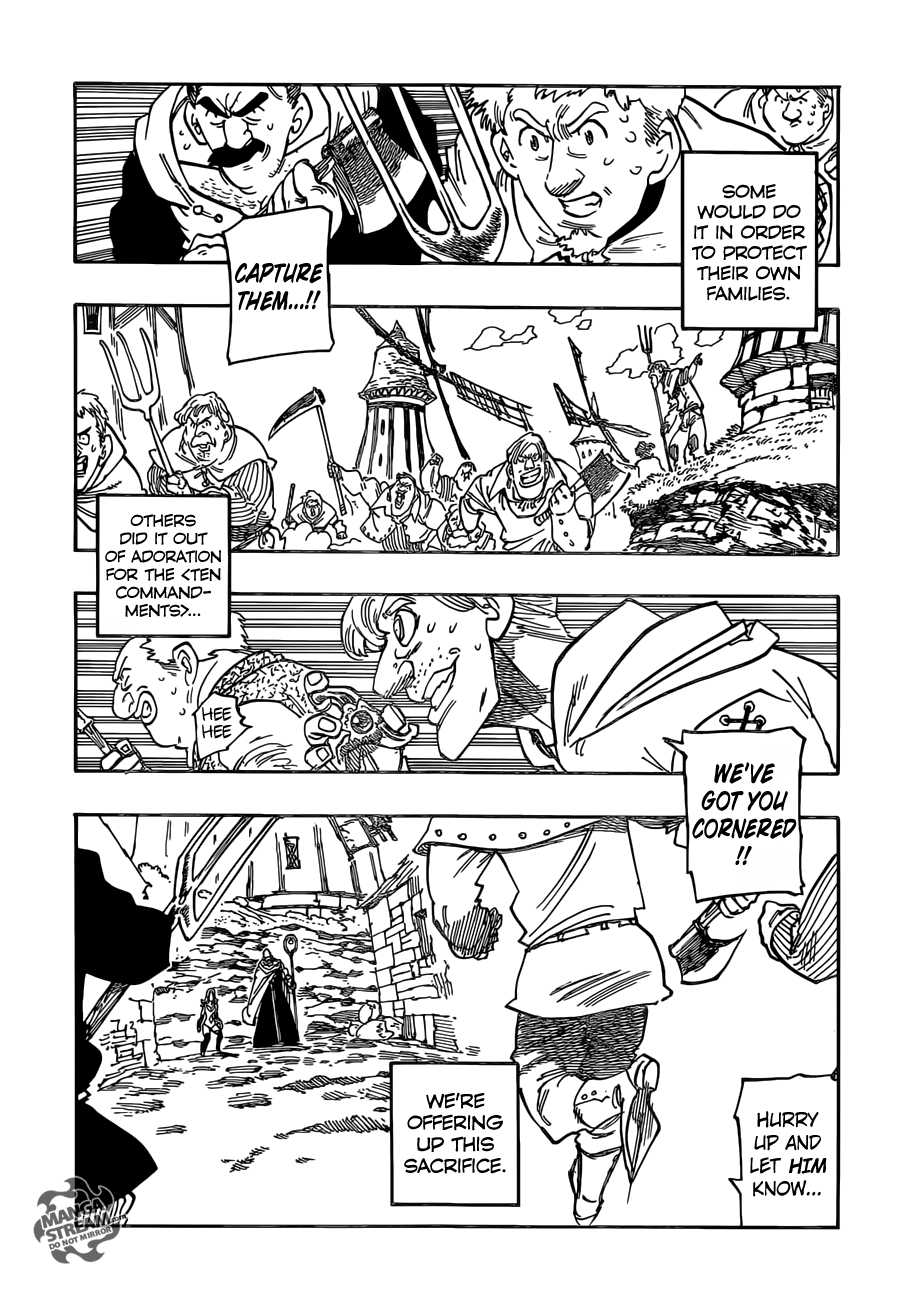 SOME
WOULD DO
IT IN ORDER
TO PROTECT
THEIR OWN
FAMILIES.
CAPTURE
THEM...!!
OTHERS
DID IT OUT
OF ADORATION
FOR THE <TEN
COMMAND-
MENTS>...
HEE
HEE
WE'VE
GOT YOU
CORNERED
!!
WE'RE
OFFERING
UP THIS
SACRIFICE.
HURRY
UP AND
LET HIM
KNOW...
MANGA
STREAM.com
DO NOT MIRROR